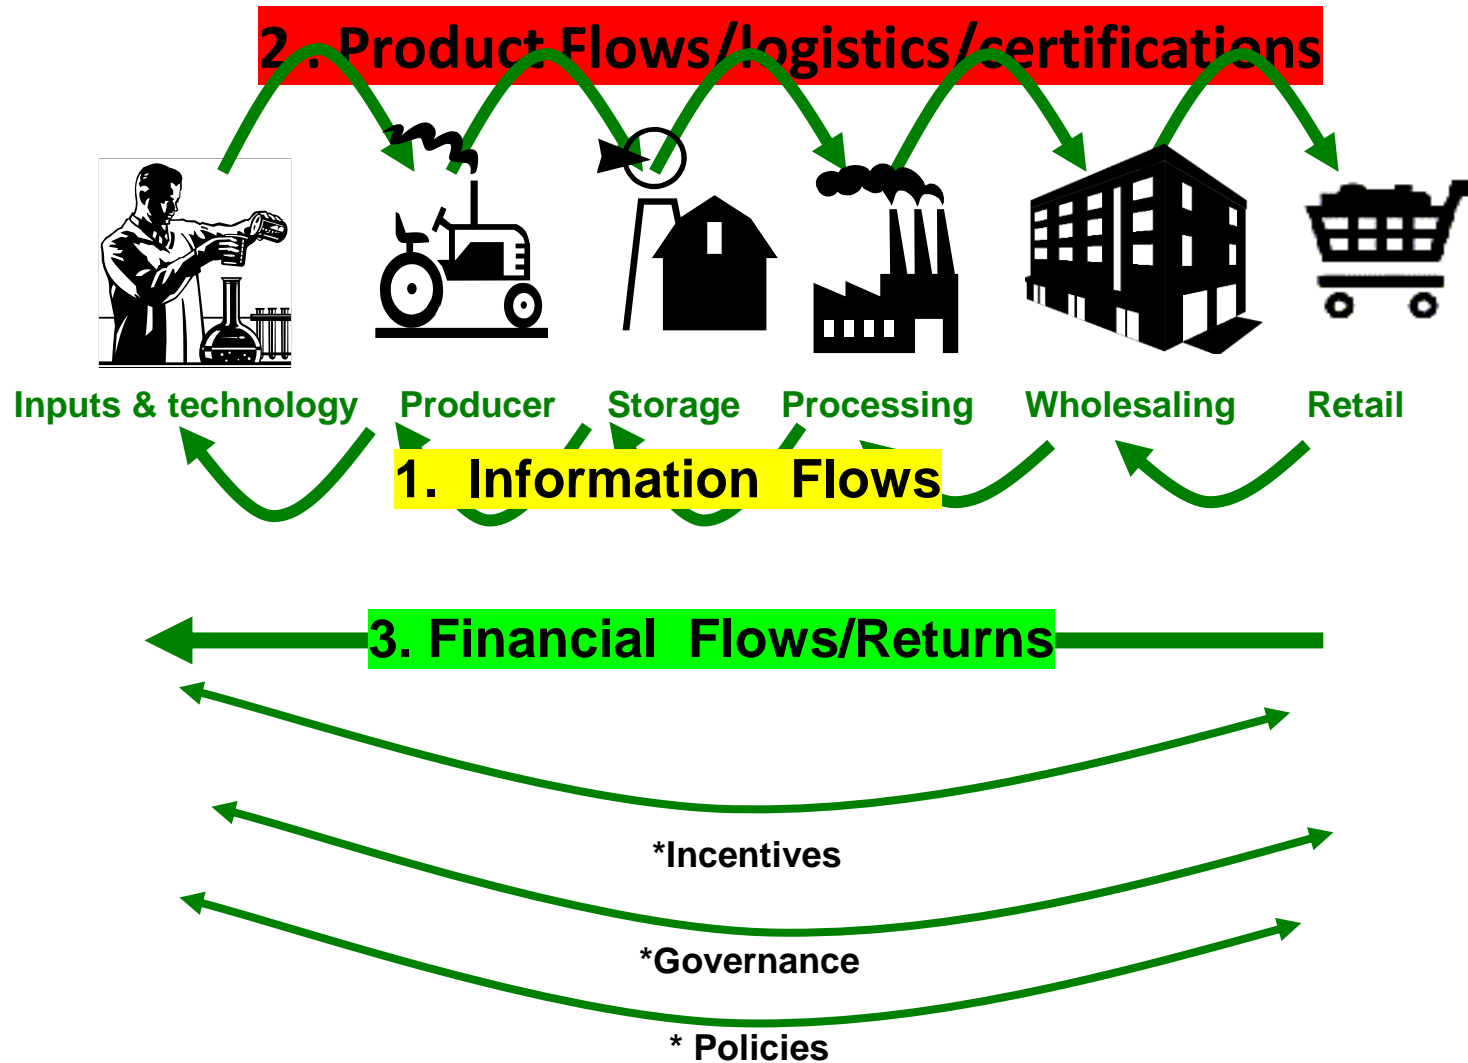 2 . Product Flows/logistics/certifications
Inputs & technology Producer Storage Processing Wholesaling Retail
1. Information Flows
3. Financial Flows/Returns
*Incentives
*Governance
* Policies